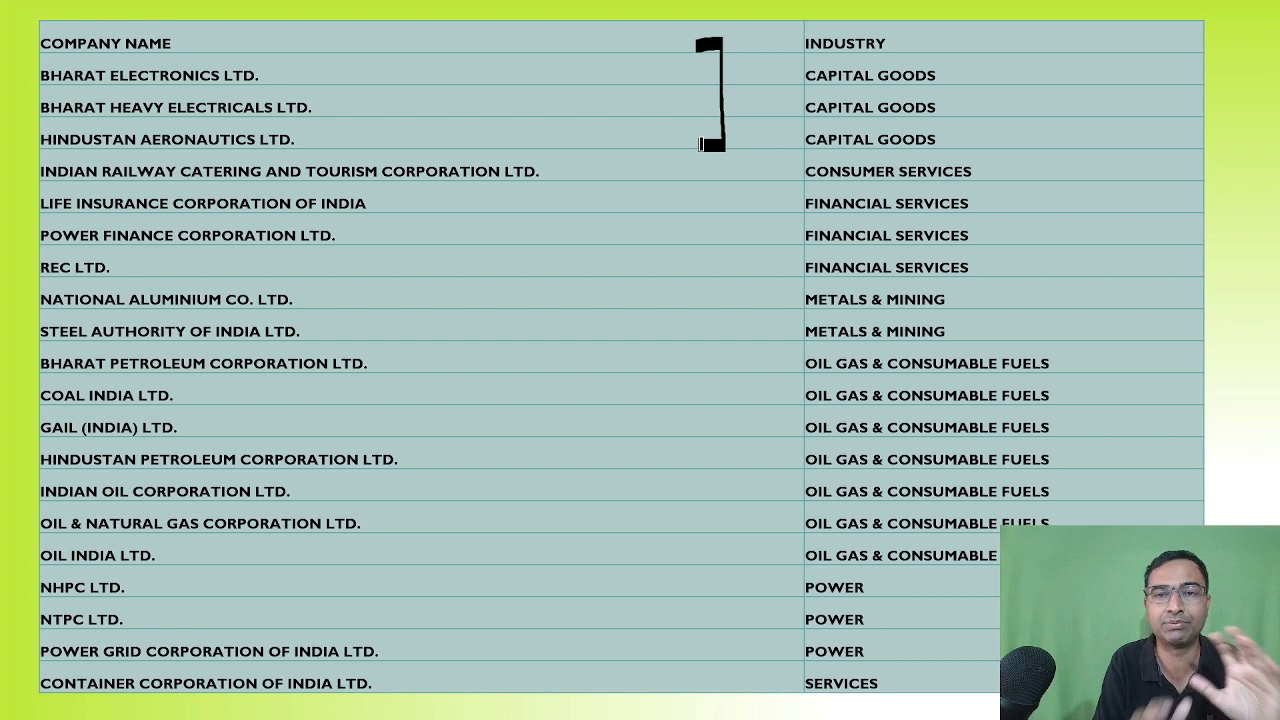 COMPANY NAME INDUSTRY
BHARAT ELECTRONICS LTD. CAPITAL GOODS
BHARAT HEAVY ELECTRICALS LTD. CAPITAL GOODS
HINDUSTAN AERONAUTICS LTD. CAPITAL GOODS
INDIAN RAILWAY CATERING AND TOURISM CORPORATION LTD. CONSUMER SERVICES
LIFE INSURANCE CORPORATION OF INDIA FINANCIAL SERVICES
POWER FINANCE CORPORATION LTD. FINANCIAL SERVICES
REC LTD. FINANCIAL SERVICES
NATIONAL ALUMINIUM CO. LTD. METALS & MINING
STEEL AUTHORITY OF INDIA LTD. METALS & MINING
BHARAT PETROLEUM CORPORATION LTD. OIL GAS & CONSUMABLE FUELS
COAL INDIA LTD. OIL GAS & CONSUMABLE FUELS
GAIL (INDIA) LTD. OIL GAS & CONSUMABLE FUELS
HINDUSTAN PETROLEUM CORPORATION LTD. OIL GAS & CONSUMABLE FUELS
INDIAN OIL CORPORATION LTD. OIL GAS & CONSUMABLE FUELS
OIL & NATURAL GAS CORPORATION LTD. OIL GAS & CONSUMABLE FUELS
OIL INDIA LTD. OIL GAS & CONSUMABLE
NHPC LTD. POWER
NTPC LTD. POWER
POWER GRID CORPORATION OF INDIA LTD. POWER
CONTAINER CORPORATION OF INDIA LTD. SERVICES